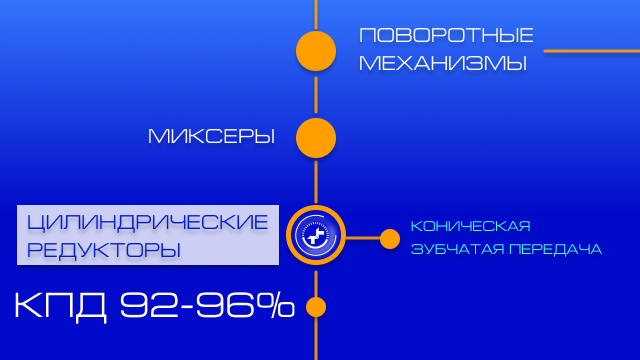 ПОВОРОТНЫЕ
МЕХАНИЗМЫ
МИКСЕРЫ
ЦИЛИНДРИЧЕСКИЕ
РЕДУКТОРЫ
КОНИЧЕСКАЯ
ЗУБЧАТАЯ ПЕРЕДАЧА
КПД 92-96%